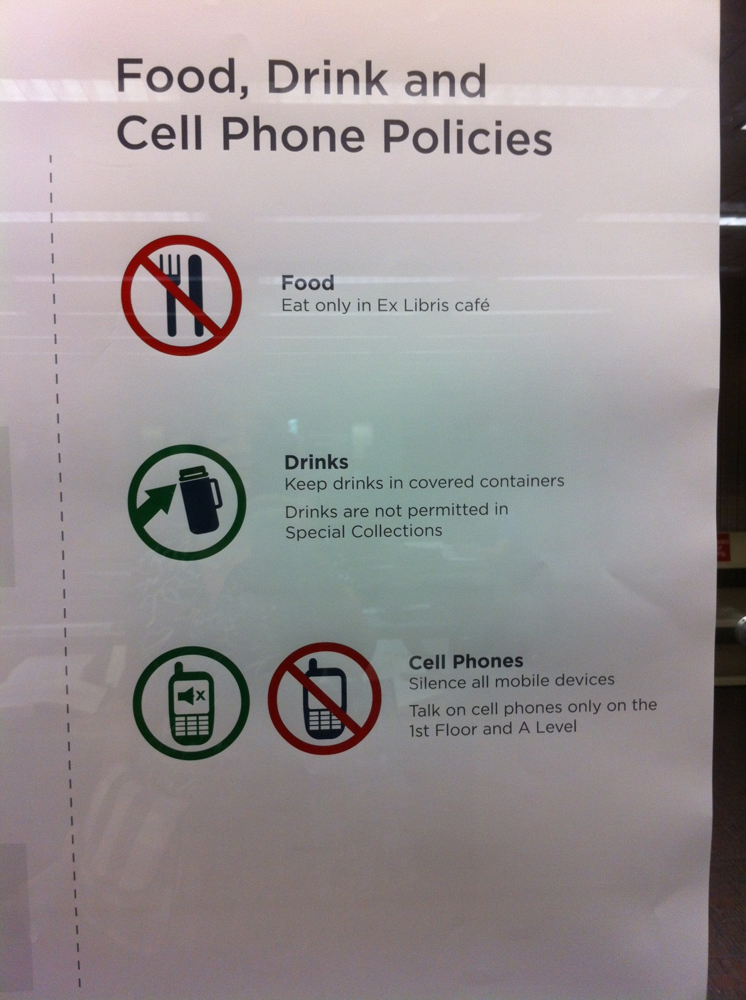 Food, Drink and
Cell Phone Policies
Food
Eat only in Ex Libris café
Drinks
Keep drinks in covered containers
Drinks are not permitted in
Special Collections
x
Cell Phones
Silence all mobile devices
Talk on cell phones only on the
1st Floor and A Level